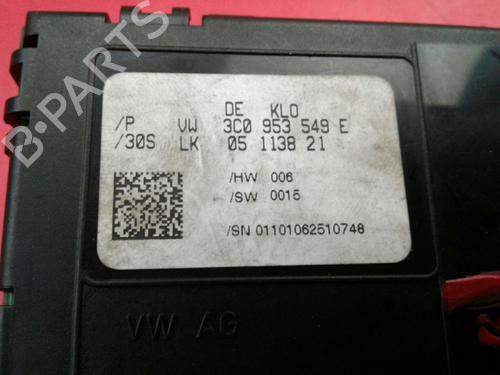 DE KLO
/P VW 3C0 953 549 E
/30S LK 05 1138 21
/HW 006
/SW 0015
/SN 01101062510748
VW AG
B-PARTS